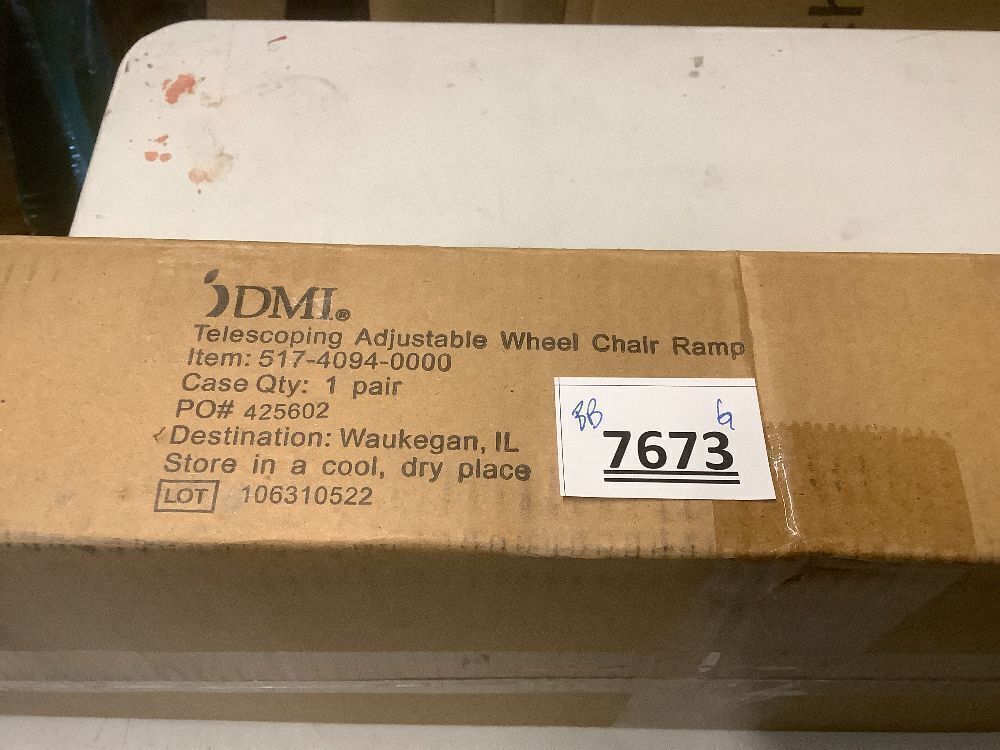 DMI®
Telescoping Adjustable Wheel Chair Ramp
Item: 517-4094-0000
Case Qty: 1 pair
PO# 425602
Destination: Waukegan, IL
Store in a cool, dry place
LOT 106310522
BB
7673